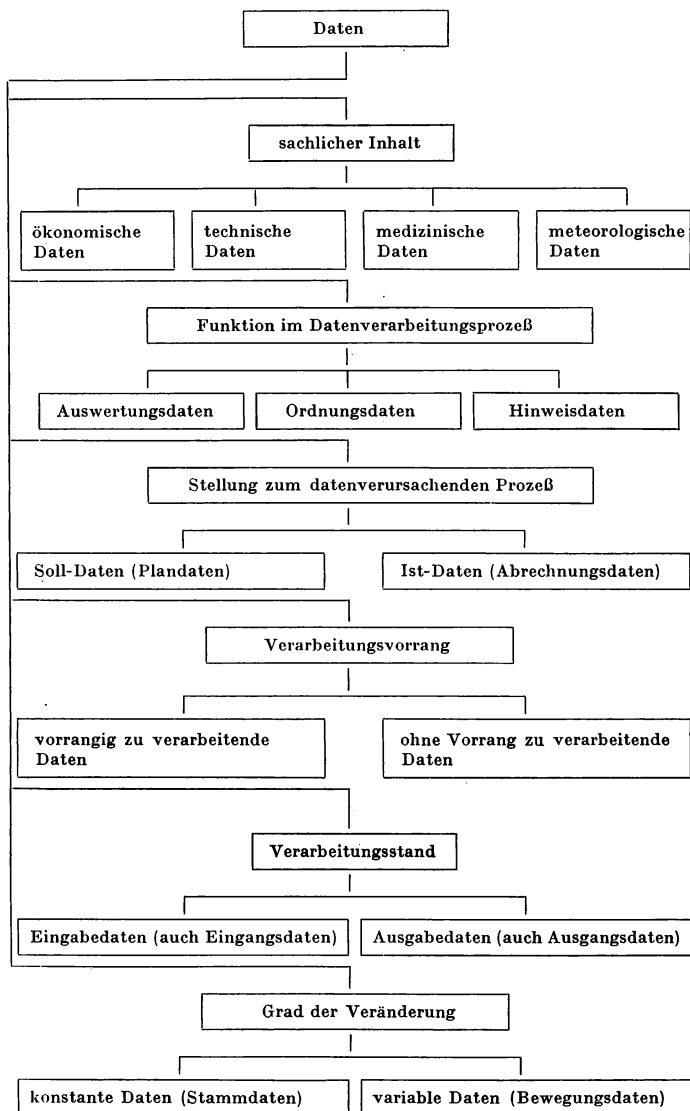 Daten
sachlicher Inhalt
ökonomische
Daten
technische
Daten
medizinische
Daten
meteorologische
Daten
Funktion im Datenverarbeitungsprozeß
Auswertungsdaten
Ordnungsdaten
Hinweisdaten
Stellung zum datenverursachenden Prozeß
Soll-Daten (Plandaten)
Ist-Daten (Abrechnungsdaten)
Verarbeitungsvorrang
vorrangig zu verarbeitende
Daten
ohne Vorrang zu verarbeitende
Daten
Verarbeitungsstand
Eingabedaten (auch Eingangsdaten)
Ausgabedaten (auch Ausgangsdaten)
Grad der Veränderung
konstante Daten (Stammdaten)
variable Daten (Bewegungsdaten)